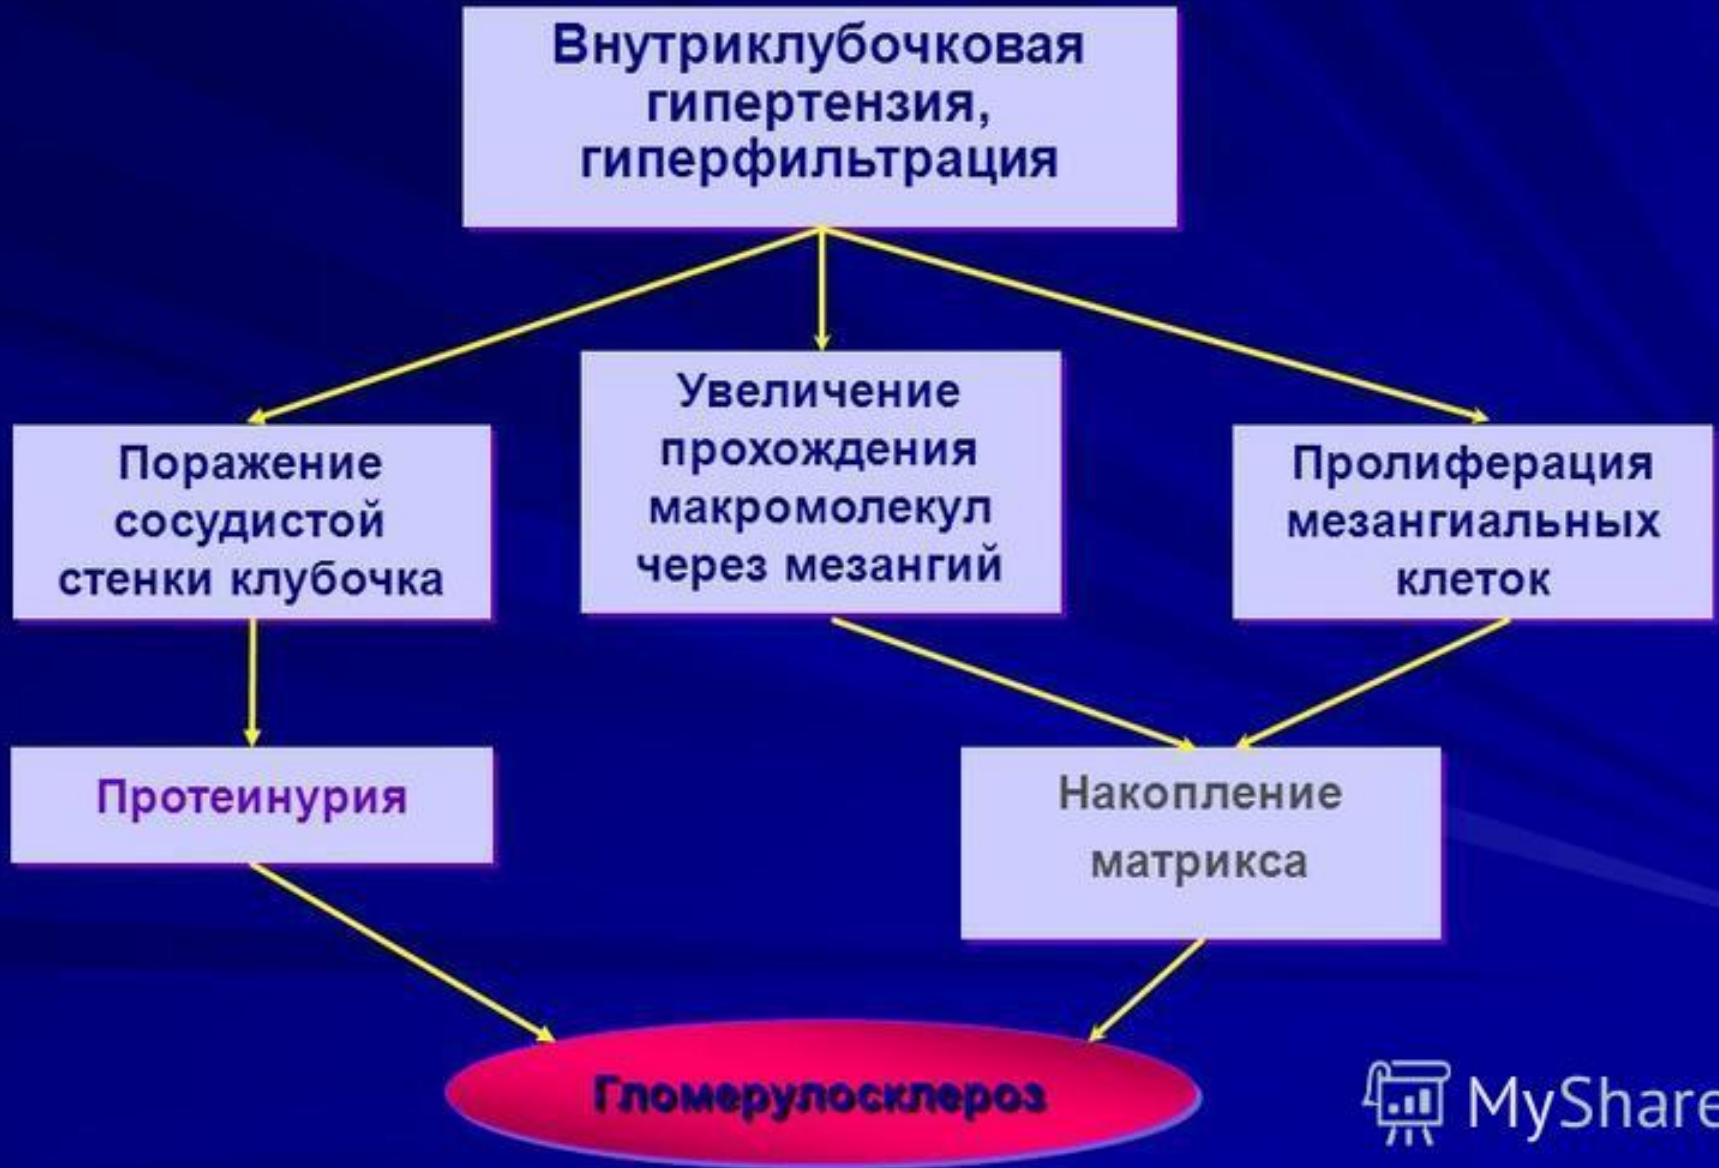 Внутриклубочковая
гипертензия,
гиперфильтрация
Поражение
сосудистой
стенки клубочка
Увеличение
прохождения
макромолекул
через мезангий
Пролиферация
мезангиальных
клеток
Протеинурия
Накопление
матрикса
Гломерулосклероз
MyShare